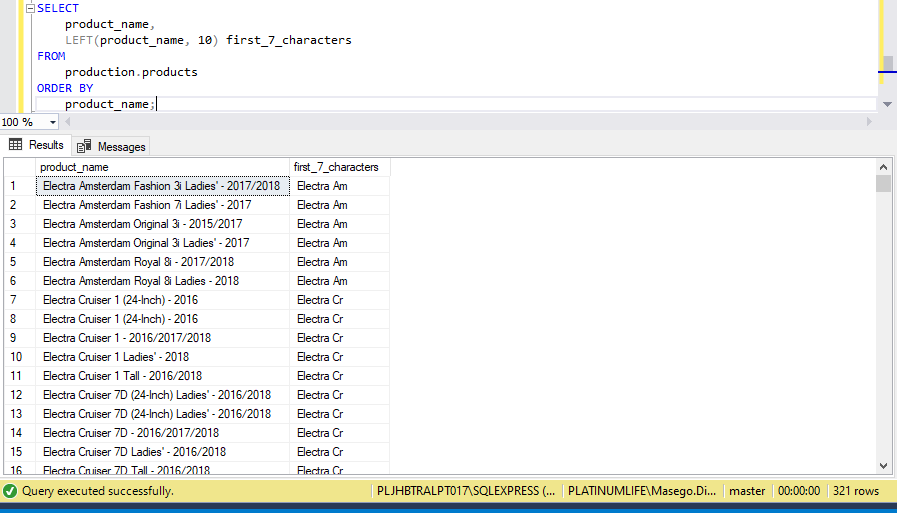 SELECT
product_name,
LEFT(product_name, 10) first_7_characters
FROM
production.products
ORDER BY
product_name;
100 %
Results Messages
product_name first_7_characters
1 Electra Amsterdam Fashion 3i Ladies' - 2017/2018 Electra Am
2 Electra Amsterdam Fashion 7i Ladies' - 2017 Electra Am
3 Electra Amsterdam Original 3i - 2015/2017 Electra Am
4 Electra Amsterdam Original 3i Ladies' - 2017 Electra Am
5 Electra Amsterdam Royal 8i - 2017/2018 Electra Am
6 Electra Amsterdam Royal 8i Ladies - 2018 Electra Am
7 Electra Cruiser 1 (24-Inch) - 2016 Electra Cr
8 Electra Cruiser 1 (24-Inch) - 2016 Electra Cr
9 Electra Cruiser 1 - 2016/2017/2018 Electra Cr
10 Electra Cruiser 1 Ladies' - 2018 Electra Cr
11 Electra Cruiser 1 Tall - 2016/2018 Electra Cr
12 Electra Cruiser 7D (24-Inch) Ladies' - 2016/2018 Electra Cr
13 Electra Cruiser 7D (24-Inch) Ladies' - 2016/2018 Electra Cr
14 Electra Cruiser 7D - 2016/2017/2018 Electra Cr
15 Electra Cruiser 7D Ladies' - 2016/2018 Electra Cr
16 Electra Cruiser 7D Tall - 2016/2018 Electra Cr
Query executed successfully. PLJHBTRALPT017\SQLEXPRESS (... PLATINUMLIFE\Masego.Di... master 00:00:00 321 rows